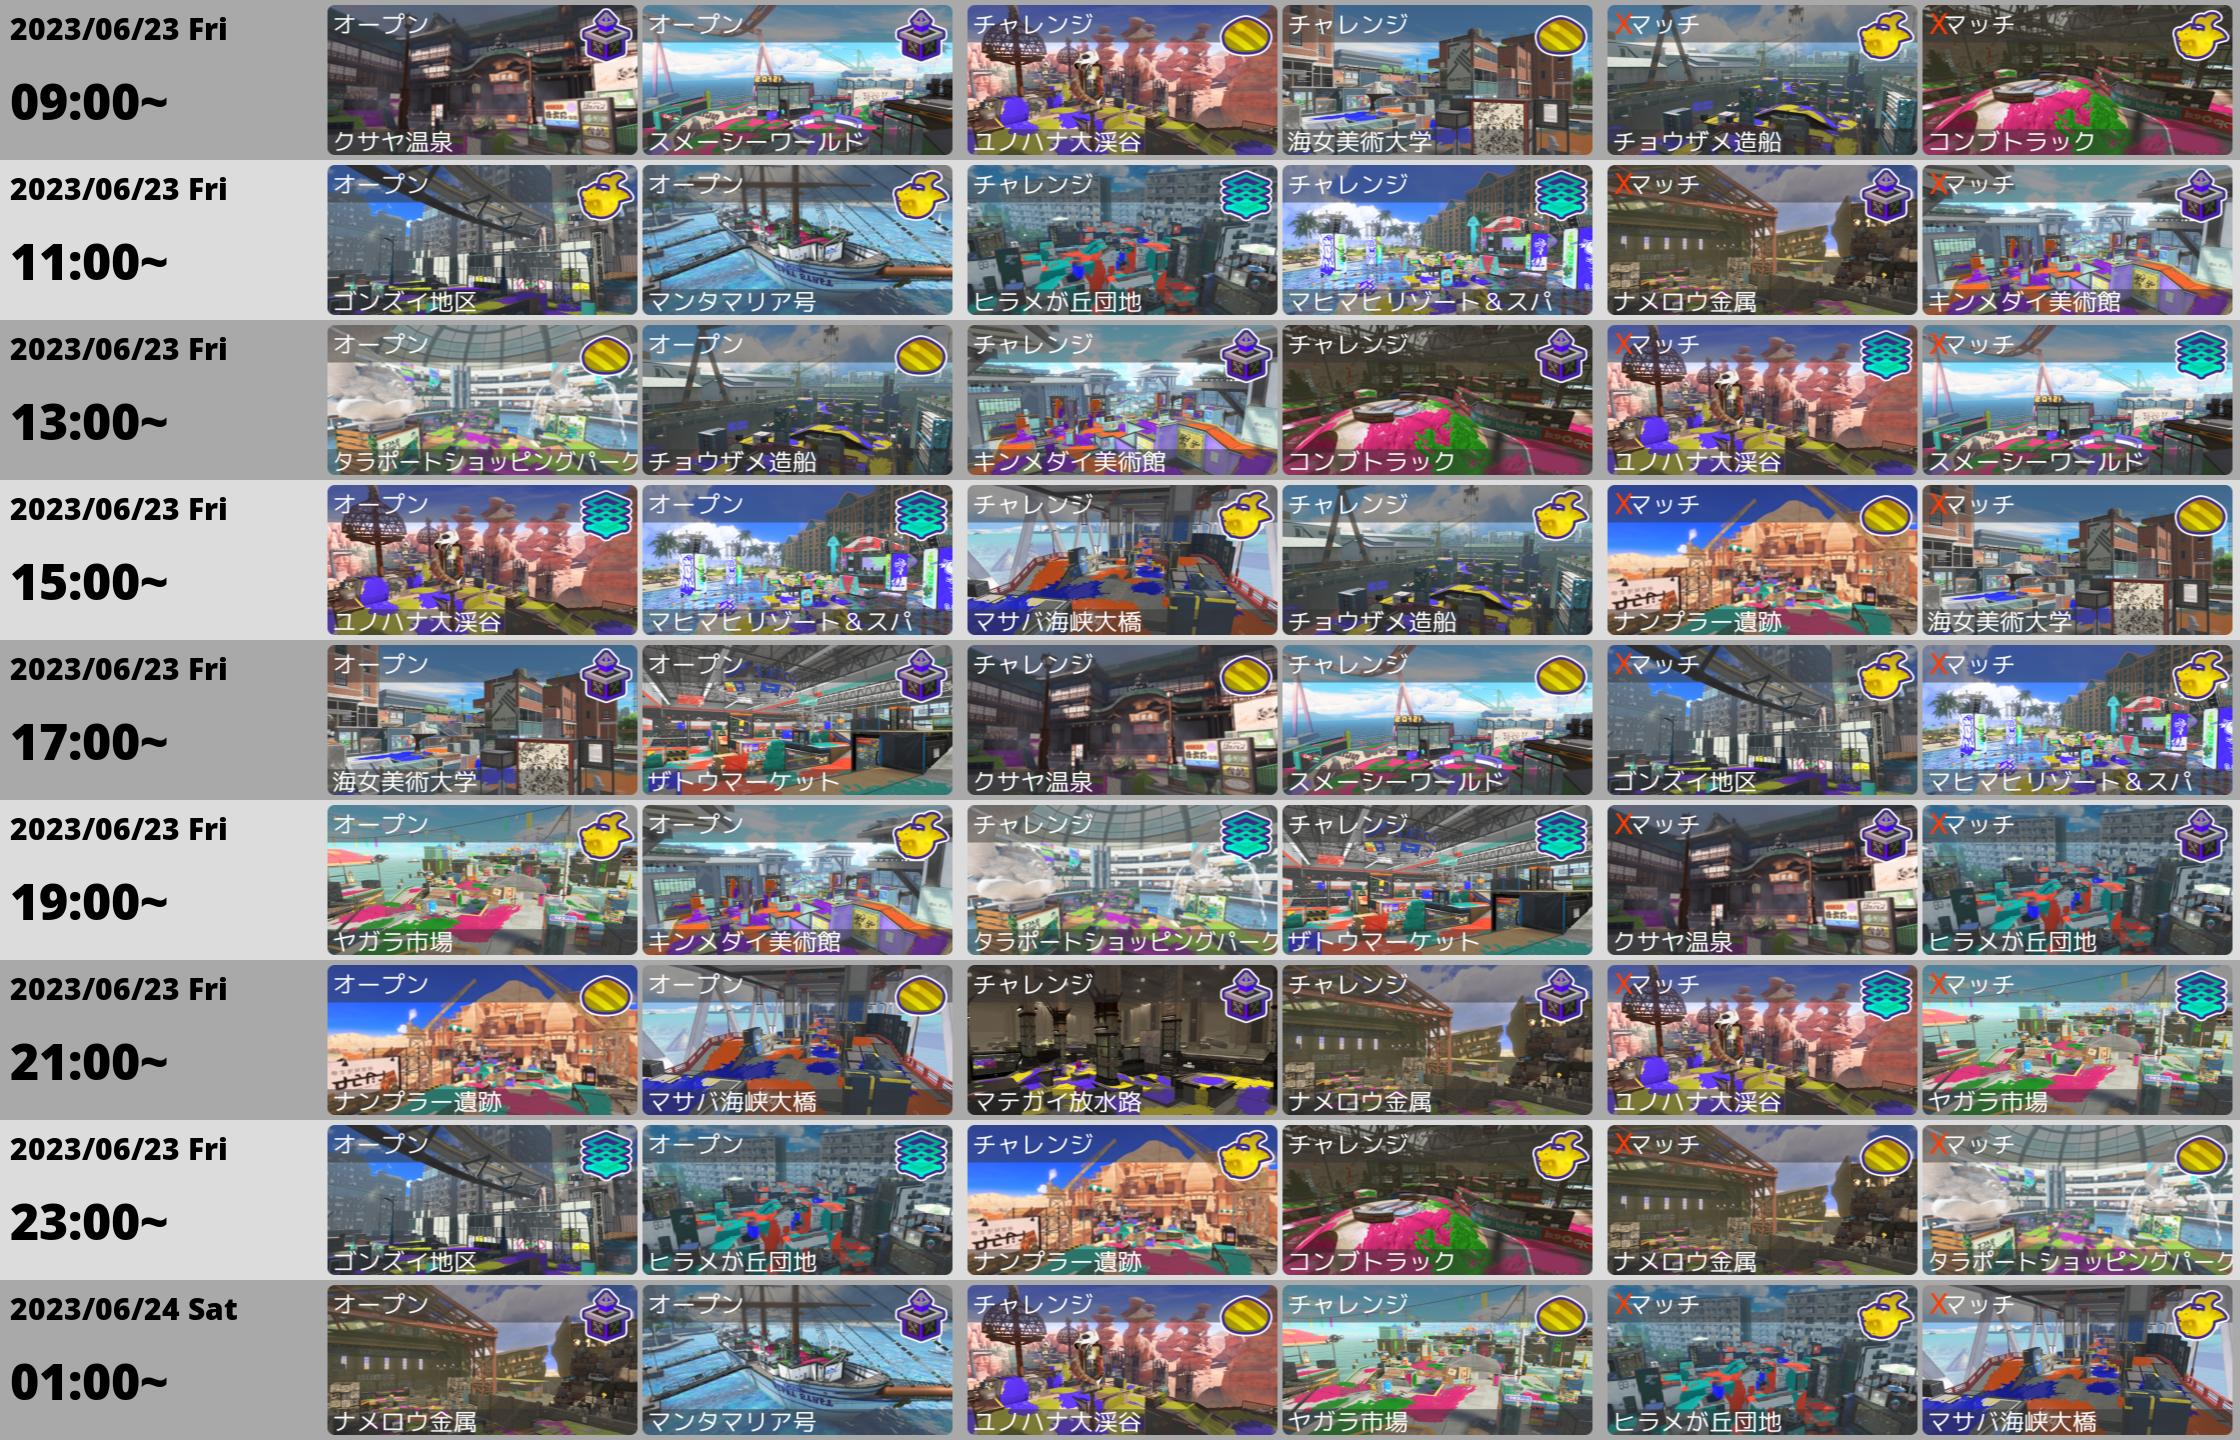 2023/06/23 Fri
09:00~
オープン
クサヤ温泉
オープン
スメーシーワールド
チャレンジ
ユノハナ大渓谷
チャレンジ
海女美術大学
Xマッチ
チョウザメ造船
Xマッチ
コンブトラック
2023/06/23 Fri
11:00~
オープン
ゴンズイ地区
オープン
マンタマリア号
チャレンジ
ヒラメが丘団地
チャレンジ
マヒマヒリゾート＆スパ
Xマッチ
ナメロウ金属
Xマッチ
キンメダイ美術館
2023/06/23 Fri
13:00~
オープン
タラポートショッピングパーク
オープン
チョウザメ造船
チャレンジ
キンメダイ美術館
チャレンジ
コンブトラック
Xマッチ
ユノハナ大渓谷
Xマッチ
スメーシーワールド
2023/06/23 Fri
15:00~
オープン
ユノハナ大渓谷
オープン
マヒマヒリゾート＆スパ
チャレンジ
マサバ海峡大橋
チャレンジ
チョウザメ造船
Xマッチ
ナンプラー遺跡
Xマッチ
海女美術大学
2023/06/23 Fri
17:00~
オープン
海女美術大学
オープン
ザトウマーケット
チャレンジ
クサヤ温泉
チャレンジ
スメーシーワールド
Xマッチ
ゴンズイ地区
Xマッチ
マヒマヒリゾート＆スパ
2023/06/23 Fri
19:00~
オープン
ヤガラ市場
オープン
キンメダイ美術館
チャレンジ
タラポートショッピングパーク
チャレンジ
ザトウマーケット
Xマッチ
クサヤ温泉
Xマッチ
ヒラメが丘団地
2023/06/23 Fri
21:00~
オープン
ナンプラー遺跡
オープン
マサバ海峡大橋
チャレンジ
マテガイ放水路
チャレンジ
ナメロウ金属
Xマッチ
ユノハナ大渓谷
Xマッチ
ヤガラ市場
2023/06/23 Fri
23:00~
オープン
ゴンズイ地区
オープン
ヒラメが丘団地
チャレンジ
ナンプラー遺跡
チャレンジ
コンブトラック
Xマッチ
ナメロウ金属
Xマッチ
タラポートショッピングパーク
2023/06/24 Sat
01:00~
オープン
ナメロウ金属
オープン
マンタマリア号
チャレンジ
ユノハナ大渓谷
チャレンジ
ヤガラ市場
Xマッチ
ヒラメが丘団地
Xマッチ
マサバ海峡大橋